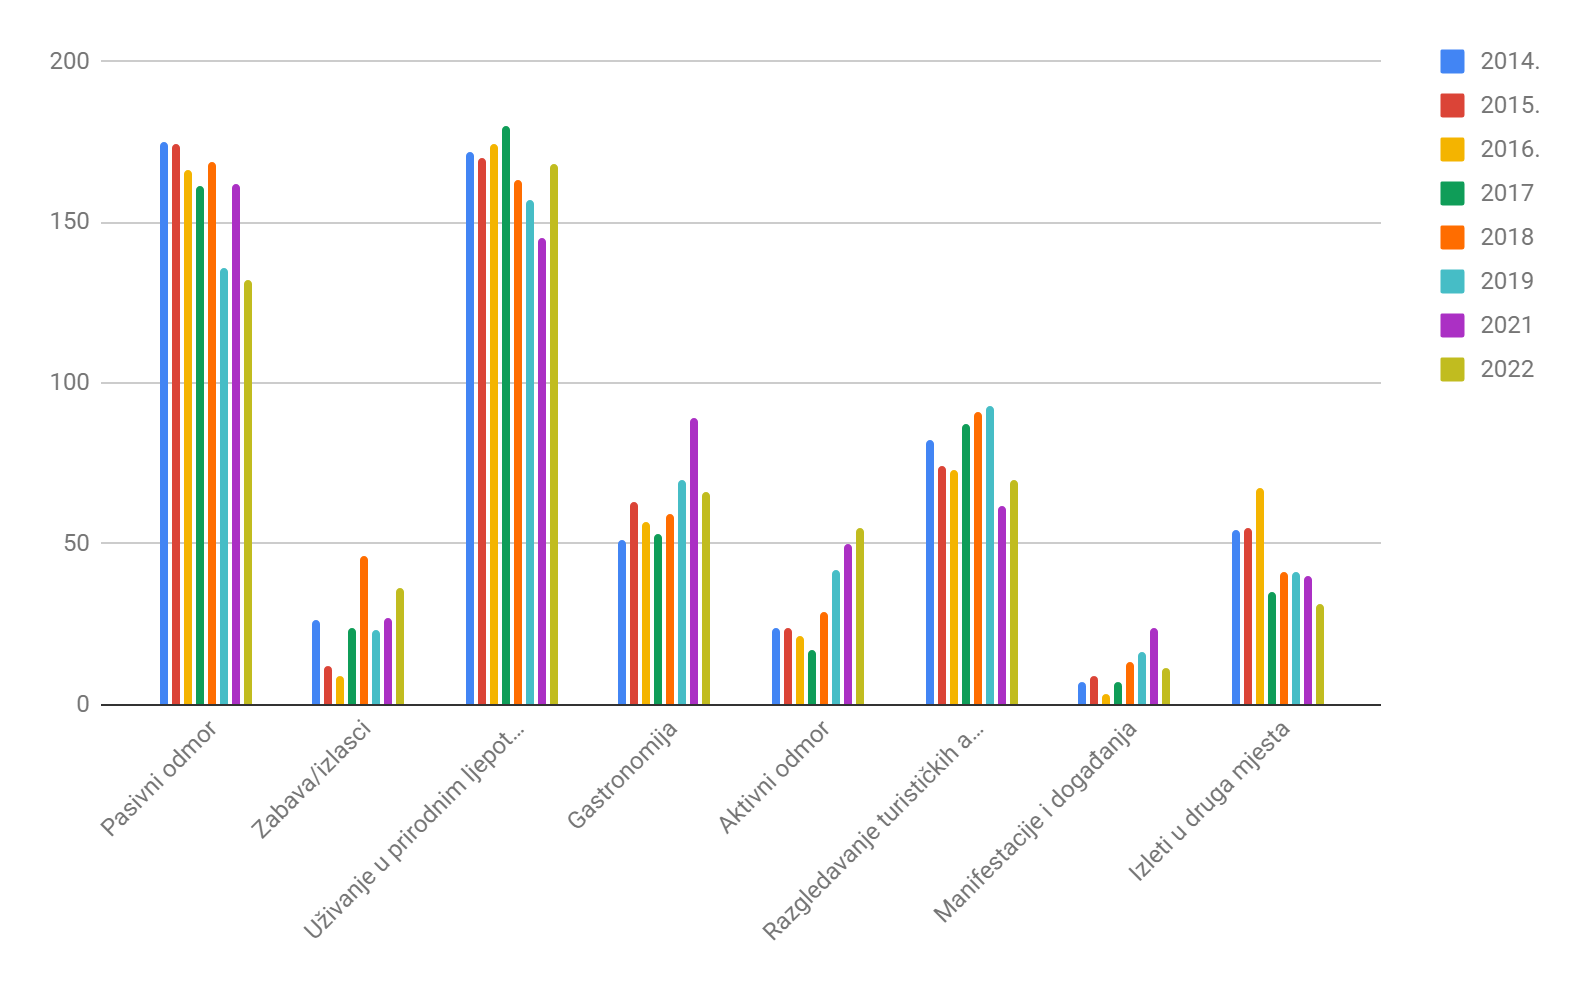 200
150
100
50
0
Pasivni odmor
Zabava/izlasci
Uživanje u prirodnim ljepot...
Gastronomija
Aktivni odmor
Razgledavanje turističkih a...
Manifestacije i događanja
Izleti u druga mjesta
2014.
2015.
2016.
2017
2018
2019
2021
2022